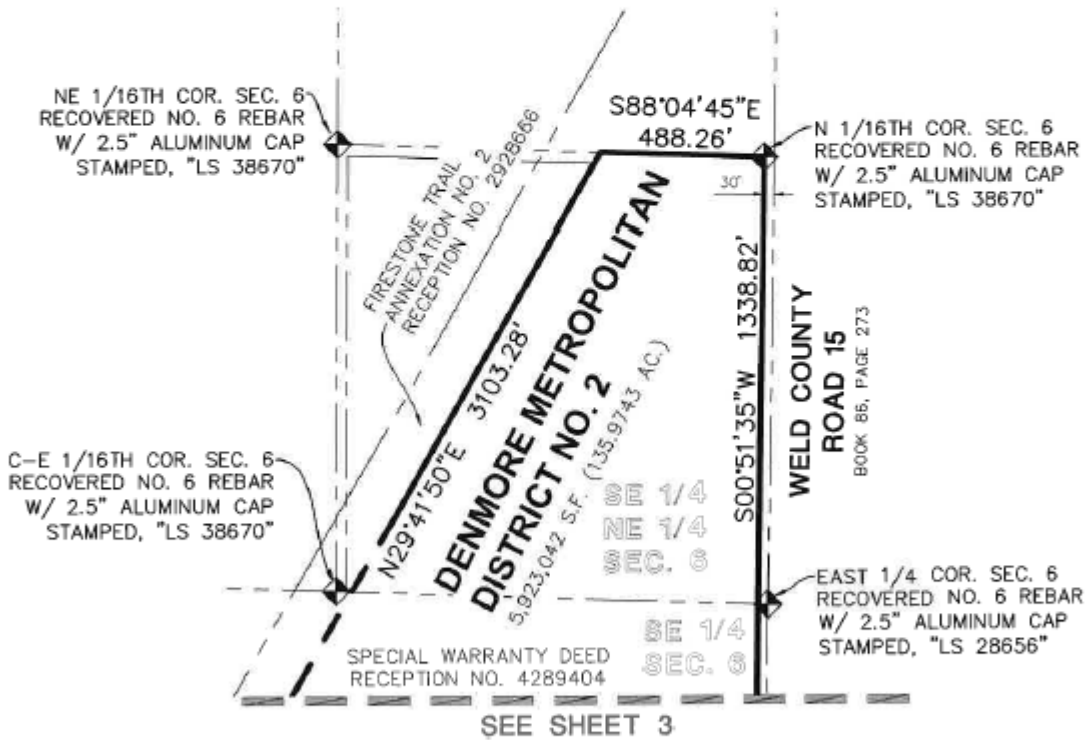 NE 1/16TH COR. SEC. 6
RECOVERED NO. 6 REBAR
W/ 2.5" ALUMINUM CAP
STAMPED, "LS 38670"
S88°04'45"E
488.26'
N 1/16TH COR. SEC. 6
RECOVERED NO. 6 REBAR
W/ 2.5" ALUMINUM CAP
STAMPED, "LS 38670"
30'
FIRESTONE TRAIL
ANNEXATION NO. 2
RECEPTION NO. 2928666
N29°41'50"E 3103.28'
DENMORE METROPOLITAN
DISTRICT NO. 2
5,923,042 S.F. (135.9743 AC.)
S00°51'35"W 1338.82'
WELD COUNTY
ROAD 15
BOOK 86, PAGE 273
C-E 1/16TH COR. SEC. 6
RECOVERED NO. 6 REBAR
W/ 2.5" ALUMINUM CAP
STAMPED, "LS 38670"
SE 1/4
NE 1/4
SEC. 6
EAST 1/4 COR. SEC. 6
RECOVERED NO. 6 REBAR
W/ 2.5" ALUMINUM CAP
STAMPED, "LS 28656"
SE 1/4
SEC. 6
SPECIAL WARRANTY DEED
RECEPTION NO. 4289404
SEE SHEET 3